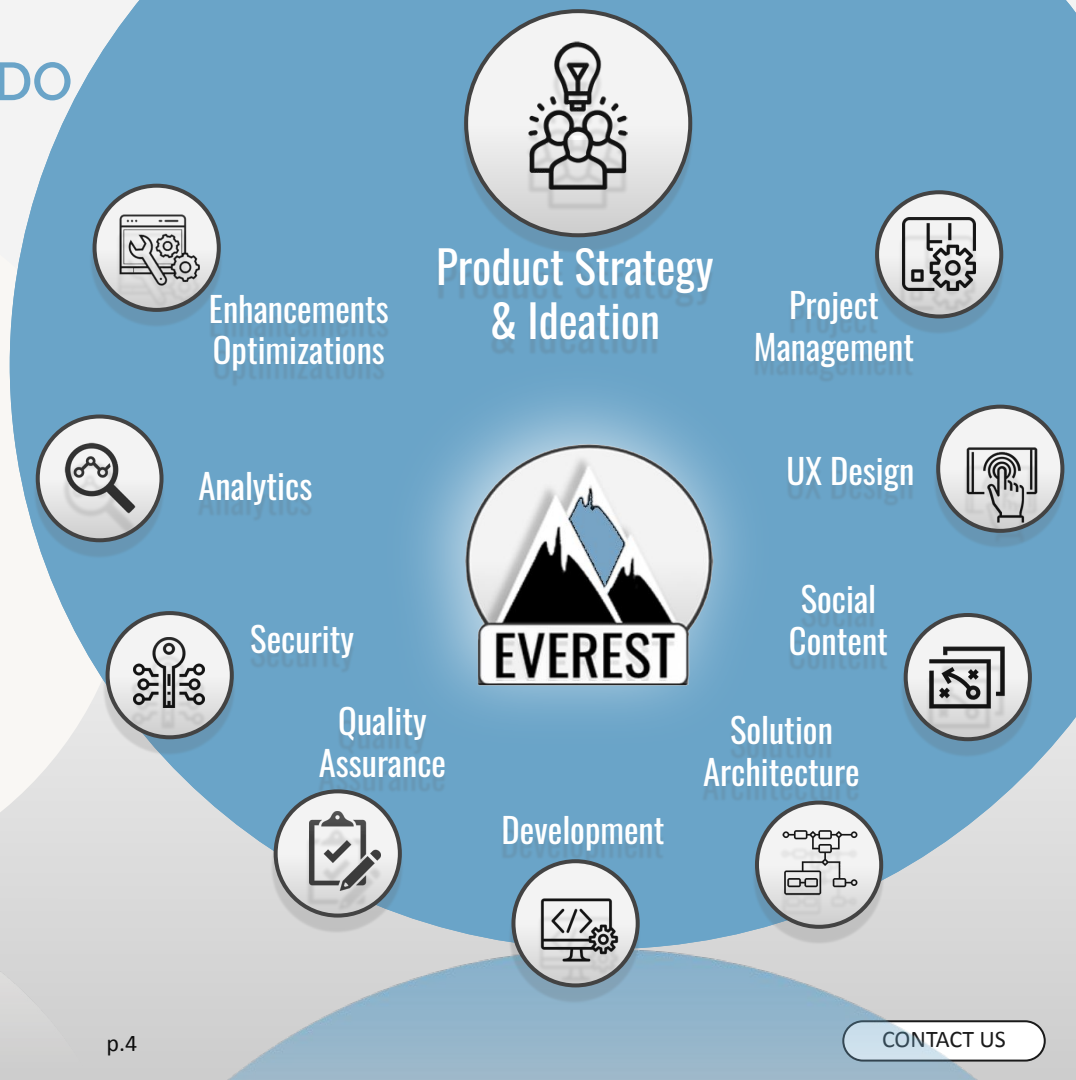 DO
Product Strategy
& Ideation
Enhancements
Optimizations
Project
Management
Analytics
UX Design
Security
Social
Content
EVEREST
Quality
Assurance
Solution
Architecture
Development
p.4
CONTACT US